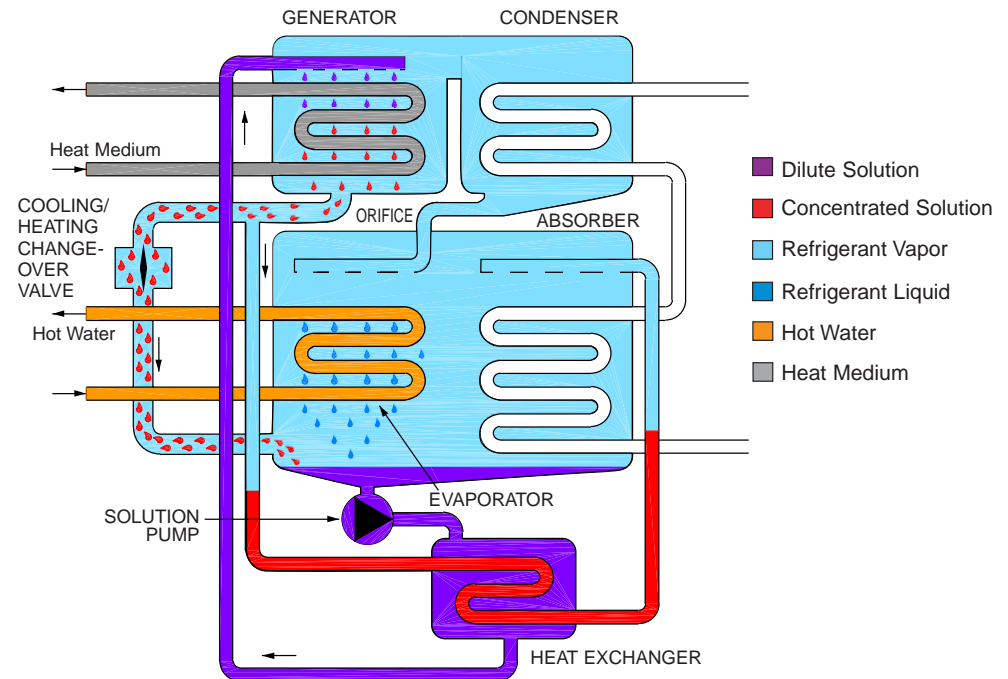 GENERATOR
CONDENSER
Heat Medium
COOLING/
HEATING
CHANGE-
OVER
VALVE
ORIFICE
ABSORBER
Hot Water
EVAPORATOR
SOLUTION
PUMP
HEAT EXCHANGER
Dilute Solution
Concentrated Solution
Refrigerant Vapor
Refrigerant Liquid
Hot Water
Heat Medium